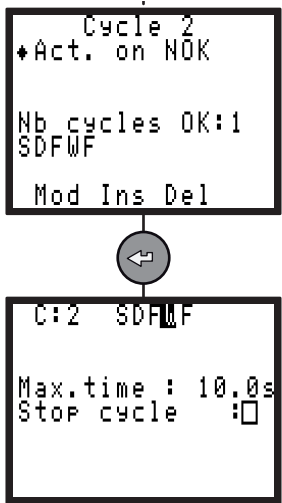 Cycle 2
♦Act. on NOK
Nb cycles OK:1
SDFWF
Mod Ins Del
C:2 SDFWF
Max.time : 10.0s
Stop cycle :□